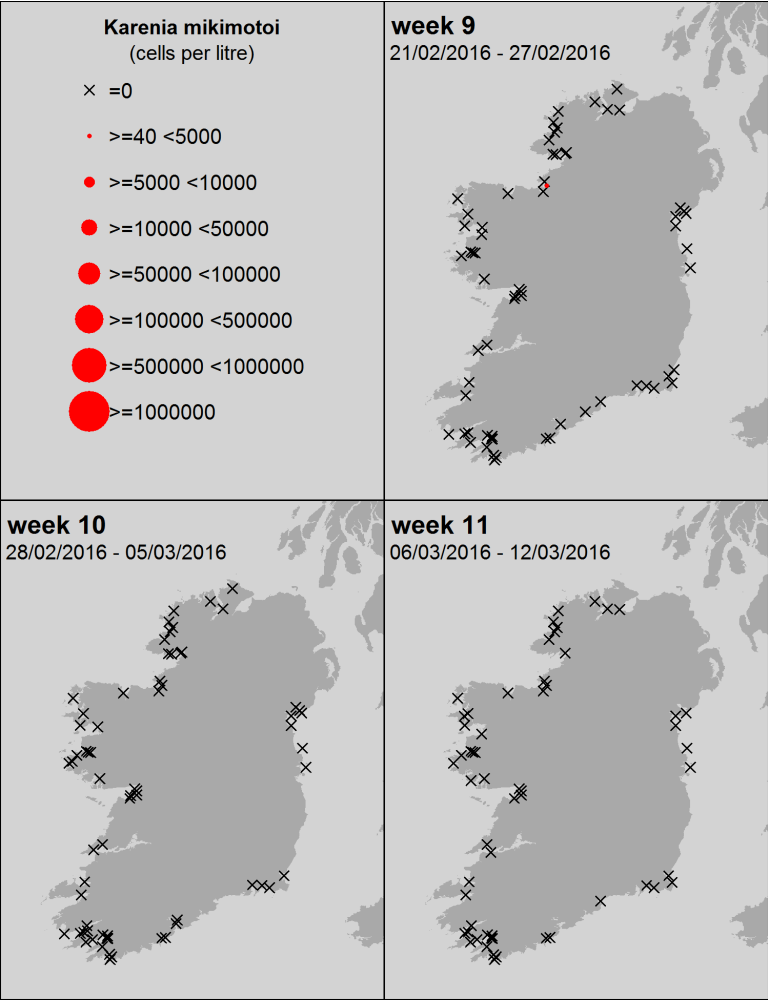 Karenia mikimotoi
(cells per litre)
=0
>=40 <5000
>=5000 <10000
>=10000 <50000
>=50000 <100000
>=100000 <500000
>=500000 <1000000
>=1000000
week 9
21/02/2016 - 27/02/2016
week 10
28/02/2016 - 05/03/2016
week 11
06/03/2016 - 12/03/2016